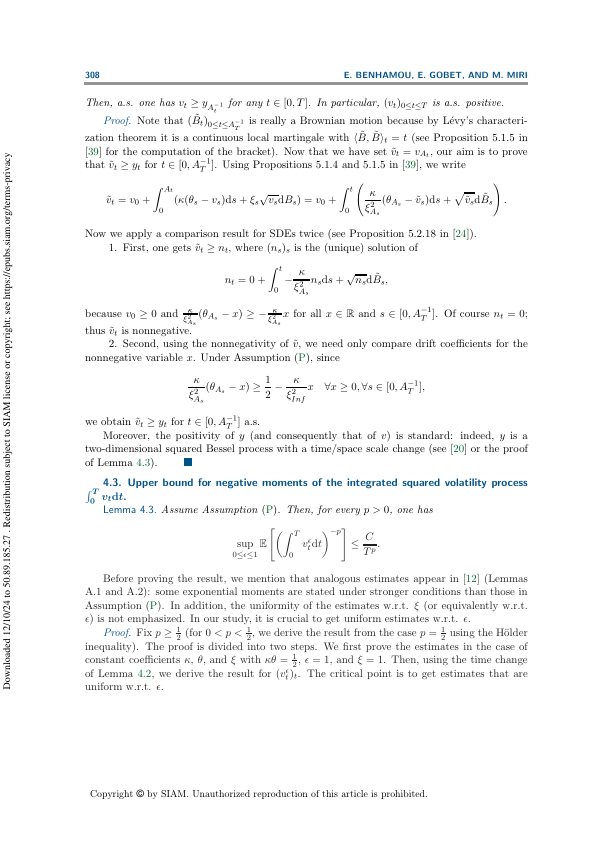 308 E. BENHAMOU, E. GOBET, AND M. MIRI
Then, a.s. one has $v_t \geq y_{A_t^{-1}}$ for any $t \in [0, T]$. In particular, $(v_t)_{0 \leq t \leq T}$ is a.s. positive.
Proof. Note that $(\tilde{B}_t)_{0 \leq t \leq A_T^{-1}}$ is really a Brownian motion because by Lévy's characteri-
zation theorem it is a continuous local martingale with $\langle \tilde{B}, \tilde{B} \rangle_t = t$ (see Proposition 5.1.5 in
[39] for the computation of the bracket). Now that we have set $\tilde{v}_t = v_{A_t}$, our aim is to prove
that $\tilde{v}_t \geq y_t$ for $t \in [0, A_T^{-1}]$. Using Propositions 5.1.4 and 5.1.5 in [39], we write
$\tilde{v}_t = v_0 + \int_0^{A_t} (\kappa(\theta_s - v_s)\mathrm{d}s + \xi_s \sqrt{v_s}\mathrm{d}B_s) = v_0 + \int_0^t \left( \frac{\kappa}{\xi_{A_s}^2} (\theta_{A_s} - \tilde{v}_s)\mathrm{d}s + \sqrt{\tilde{v}_s}\mathrm{d}\tilde{B}_s \right).$
Now we apply a comparison result for SDEs twice (see Proposition 5.2.18 in [24]).
1. First, one gets $\tilde{v}_t \geq n_t$, where $(n_s)_s$ is the (unique) solution of
$n_t = 0 + \int_0^t -\frac{\kappa}{\xi_{A_s}^2} n_s \mathrm{d}s + \sqrt{n_s}\mathrm{d}\tilde{B}_s,$
because $v_0 \geq 0$ and $\frac{\kappa}{\xi_{A_s}^2}(\theta_{A_s} - x) \geq -\frac{\kappa}{\xi_{A_s}^2}x$ for all $x \in \mathbb{R}$ and $s \in [0, A_T^{-1}]$. Of course $n_t = 0$;
thus $\tilde{v}_t$ is nonnegative.
2. Second, using the nonnegativity of $\tilde{v}$, we need only compare drift coefficients for the
nonnegative variable $x$. Under Assumption (P), since
$\frac{\kappa}{\xi_{A_s}^2}(\theta_{A_s} - x) \geq \frac{1}{2} - \frac{\kappa}{\xi_{Inf}^2}x \quad \forall x \geq 0, \forall s \in [0, A_T^{-1}],$
we obtain $\tilde{v}_t \geq y_t$ for $t \in [0, A_T^{-1}]$ a.s.
Moreover, the positivity of $y$ (and consequently that of $v$) is standard: indeed, $y$ is a
two-dimensional squared Bessel process with a time/space scale change (see [20] or the proof
of Lemma 4.3). ■
4.3. Upper bound for negative moments of the integrated squared volatility process
$\int_0^T v_t \mathrm{d}t$.
Lemma 4.3. Assume Assumption (P). Then, for every $p > 0$, one has
$\sup_{0 \leq \epsilon \leq 1} \mathbb{E}\left[ \left( \int_0^T v_t^\epsilon \mathrm{d}t \right)^{-p} \right] \leq \frac{C}{T^p}.$
Before proving the result, we mention that analogous estimates appear in [12] (Lemmas
A.1 and A.2): some exponential moments are stated under stronger conditions than those in
Assumption (P). In addition, the uniformity of the estimates w.r.t. $\xi$ (or equivalently w.r.t.
$\epsilon$) is not emphasized. In our study, it is crucial to get uniform estimates w.r.t. $\epsilon$.
Proof. Fix $p \geq \frac{1}{2}$ (for $0 < p < \frac{1}{2}$, we derive the result from the case $p = \frac{1}{2}$ using the Hölder
inequality). The proof is divided into two steps. We first prove the estimates in the case of
constant coefficients $\kappa$, $\theta$, and $\xi$ with $\kappa\theta = \frac{1}{2}$, $\epsilon = 1$, and $\xi = 1$. Then, using the time change
of Lemma 4.2, we derive the result for $(v_t^\epsilon)_t$. The critical point is to get estimates that are
uniform w.r.t. $\epsilon$.
Copyright © by SIAM. Unauthorized reproduction of this article is prohibited.
Downloaded 12/10/24 to 50.89.185.27 . Redistribution subject to SIAM license or copyright; see https://epubs.siam.org/terms-privacy